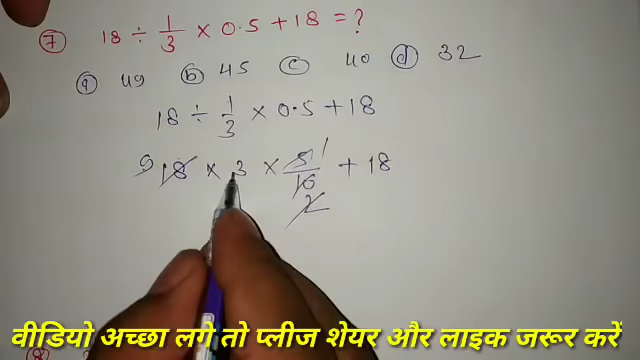 ⑦ 18 ÷ 1/3 × 0.5 + 18 = ?
ⓐ 49 ⓑ 45 ⓒ 40 ⓓ 32
18 ÷ 1/3 × 0.5 + 18
9 18 × 3 × 5/10 1 + 18
2
वीडियो अच्छा लगे तो प्लीज शेयर और लाइक जरूर करें